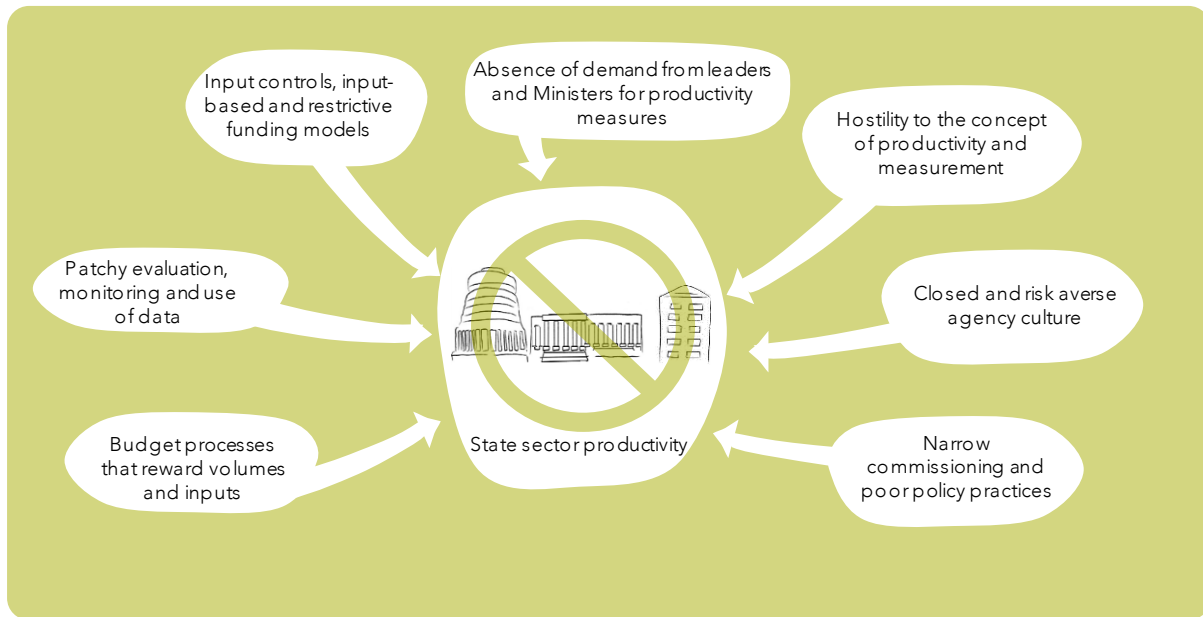 Absence of demand from leaders
and Ministers for productivity
measures
Input controls, input-
based and restrictive
funding models
Hostility to the concept
of productivity and
measurement
Patchy evaluation,
monitoring and use
of data
Closed and risk averse
agency culture
Budget processes
that reward volumes
and inputs
State sector productivity
Narrow
commissioning and
poor policy practices